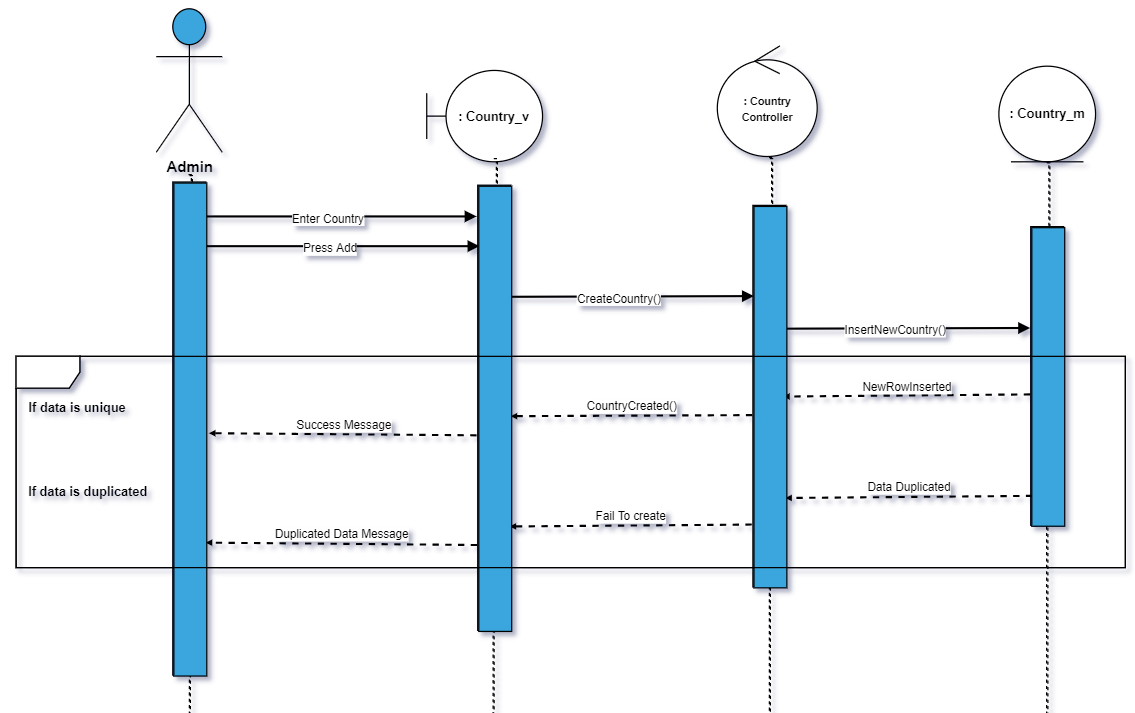 : Country_v
: Country
Controller
: Country_m
Admin
Enter Country
Press Add
CreateCountry()
InsertNewCountry()
NewRowInserted
If data is unique
CountryCreated()
Success Message
If data is duplicated
Data Duplicated
Fail To create
Duplicated Data Message